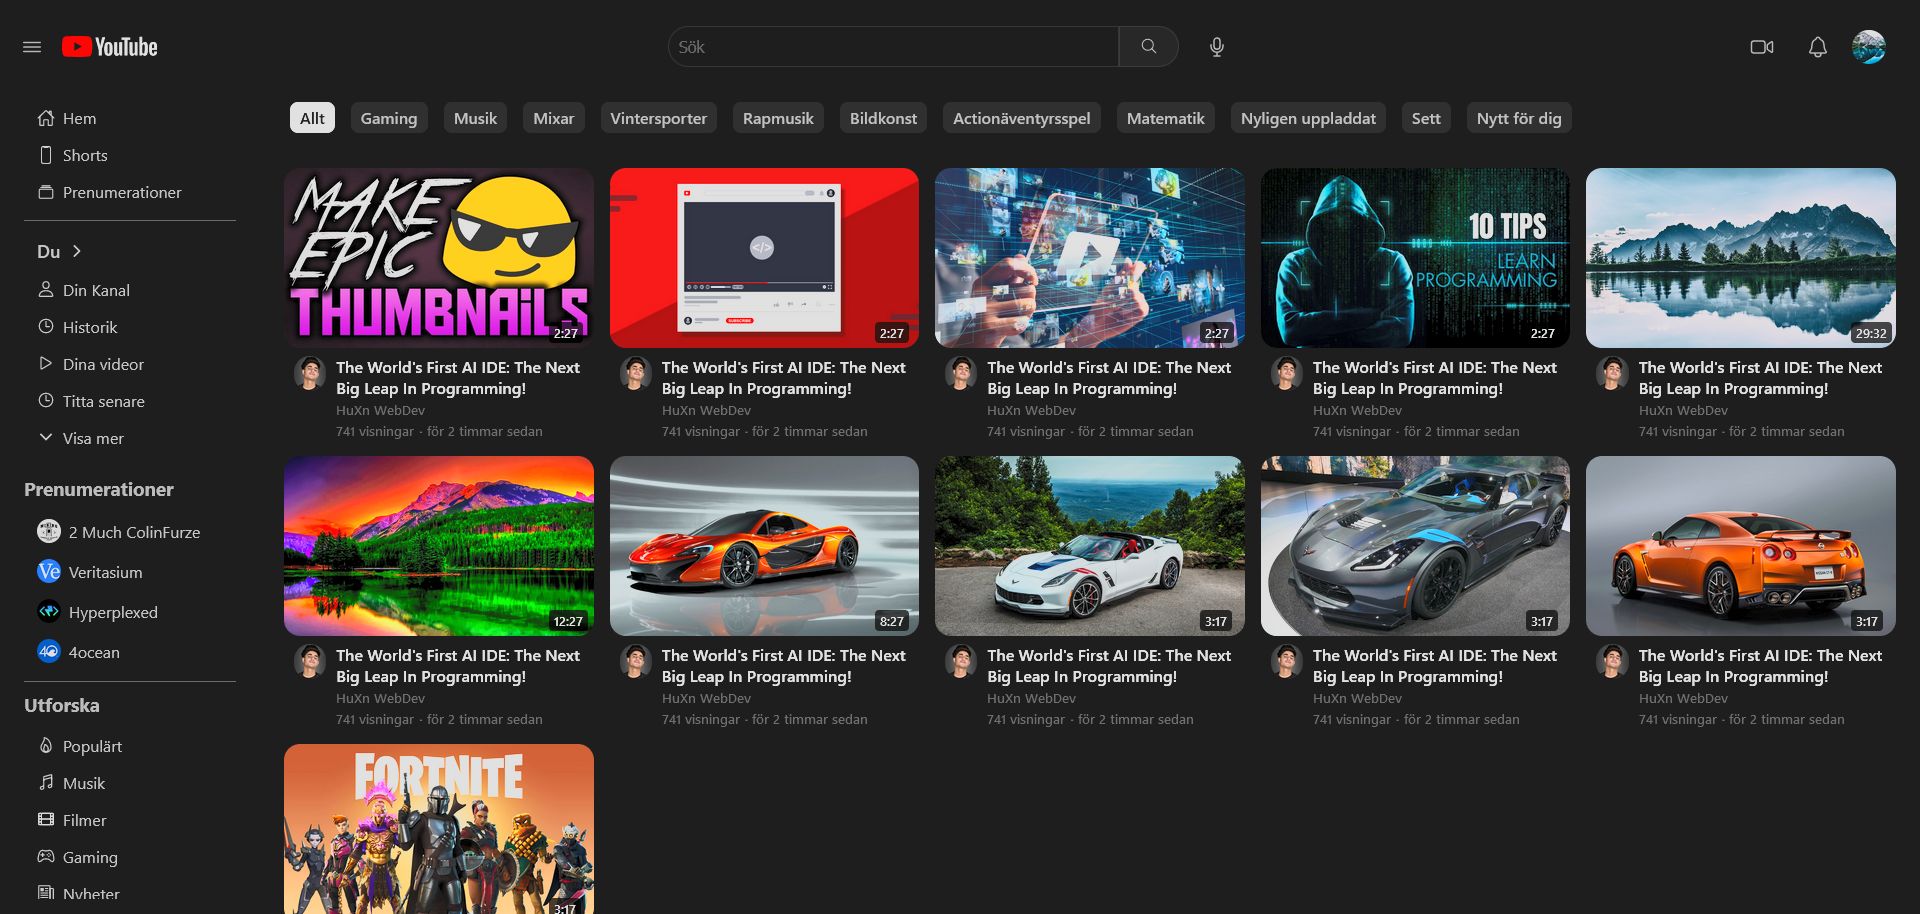 YouTube
Sök
Hem
Shorts
Prenumerationer
Du
Din Kanal
Historik
Dina videor
Titta senare
Visa mer
Prenumerationer
2 Much ColinFurze
Veritasium
Hyperplexed
4ocean
Utforska
Populärt
Musik
Filmer
Gaming
Nyheter
Allt Gaming Musik Mixar Vintersporter Rapmusik Bildkonst Actionäventyrsspel Matematik Nyligen uppladdat Sett Nytt för dig
MAKE
EPIC
THUMBNAILS
2:27
The World's First AI IDE: The Next
Big Leap In Programming!
HuXn WebDev
741 visningar · för 2 timmar sedan
</>
SUBSCRIBE
2:27
The World's First AI IDE: The Next
Big Leap In Programming!
HuXn WebDev
741 visningar · för 2 timmar sedan
2:27
The World's First AI IDE: The Next
Big Leap In Programming!
HuXn WebDev
741 visningar · för 2 timmar sedan
10 TIPS
LEARN
PROGRAMMING
2:27
The World's First AI IDE: The Next
Big Leap In Programming!
HuXn WebDev
741 visningar · för 2 timmar sedan
29:32
The World's First AI IDE: The Next
Big Leap In Programming!
HuXn WebDev
741 visningar · för 2 timmar sedan
12:27
The World's First AI IDE: The Next
Big Leap In Programming!
HuXn WebDev
741 visningar · för 2 timmar sedan
8:27
The World's First AI IDE: The Next
Big Leap In Programming!
HuXn WebDev
741 visningar · för 2 timmar sedan
3:17
The World's First AI IDE: The Next
Big Leap In Programming!
HuXn WebDev
741 visningar · för 2 timmar sedan
3:17
The World's First AI IDE: The Next
Big Leap In Programming!
HuXn WebDev
741 visningar · för 2 timmar sedan
3:17
The World's First AI IDE: The Next
Big Leap In Programming!
HuXn WebDev
741 visningar · för 2 timmar sedan
FORTNITE
3:17